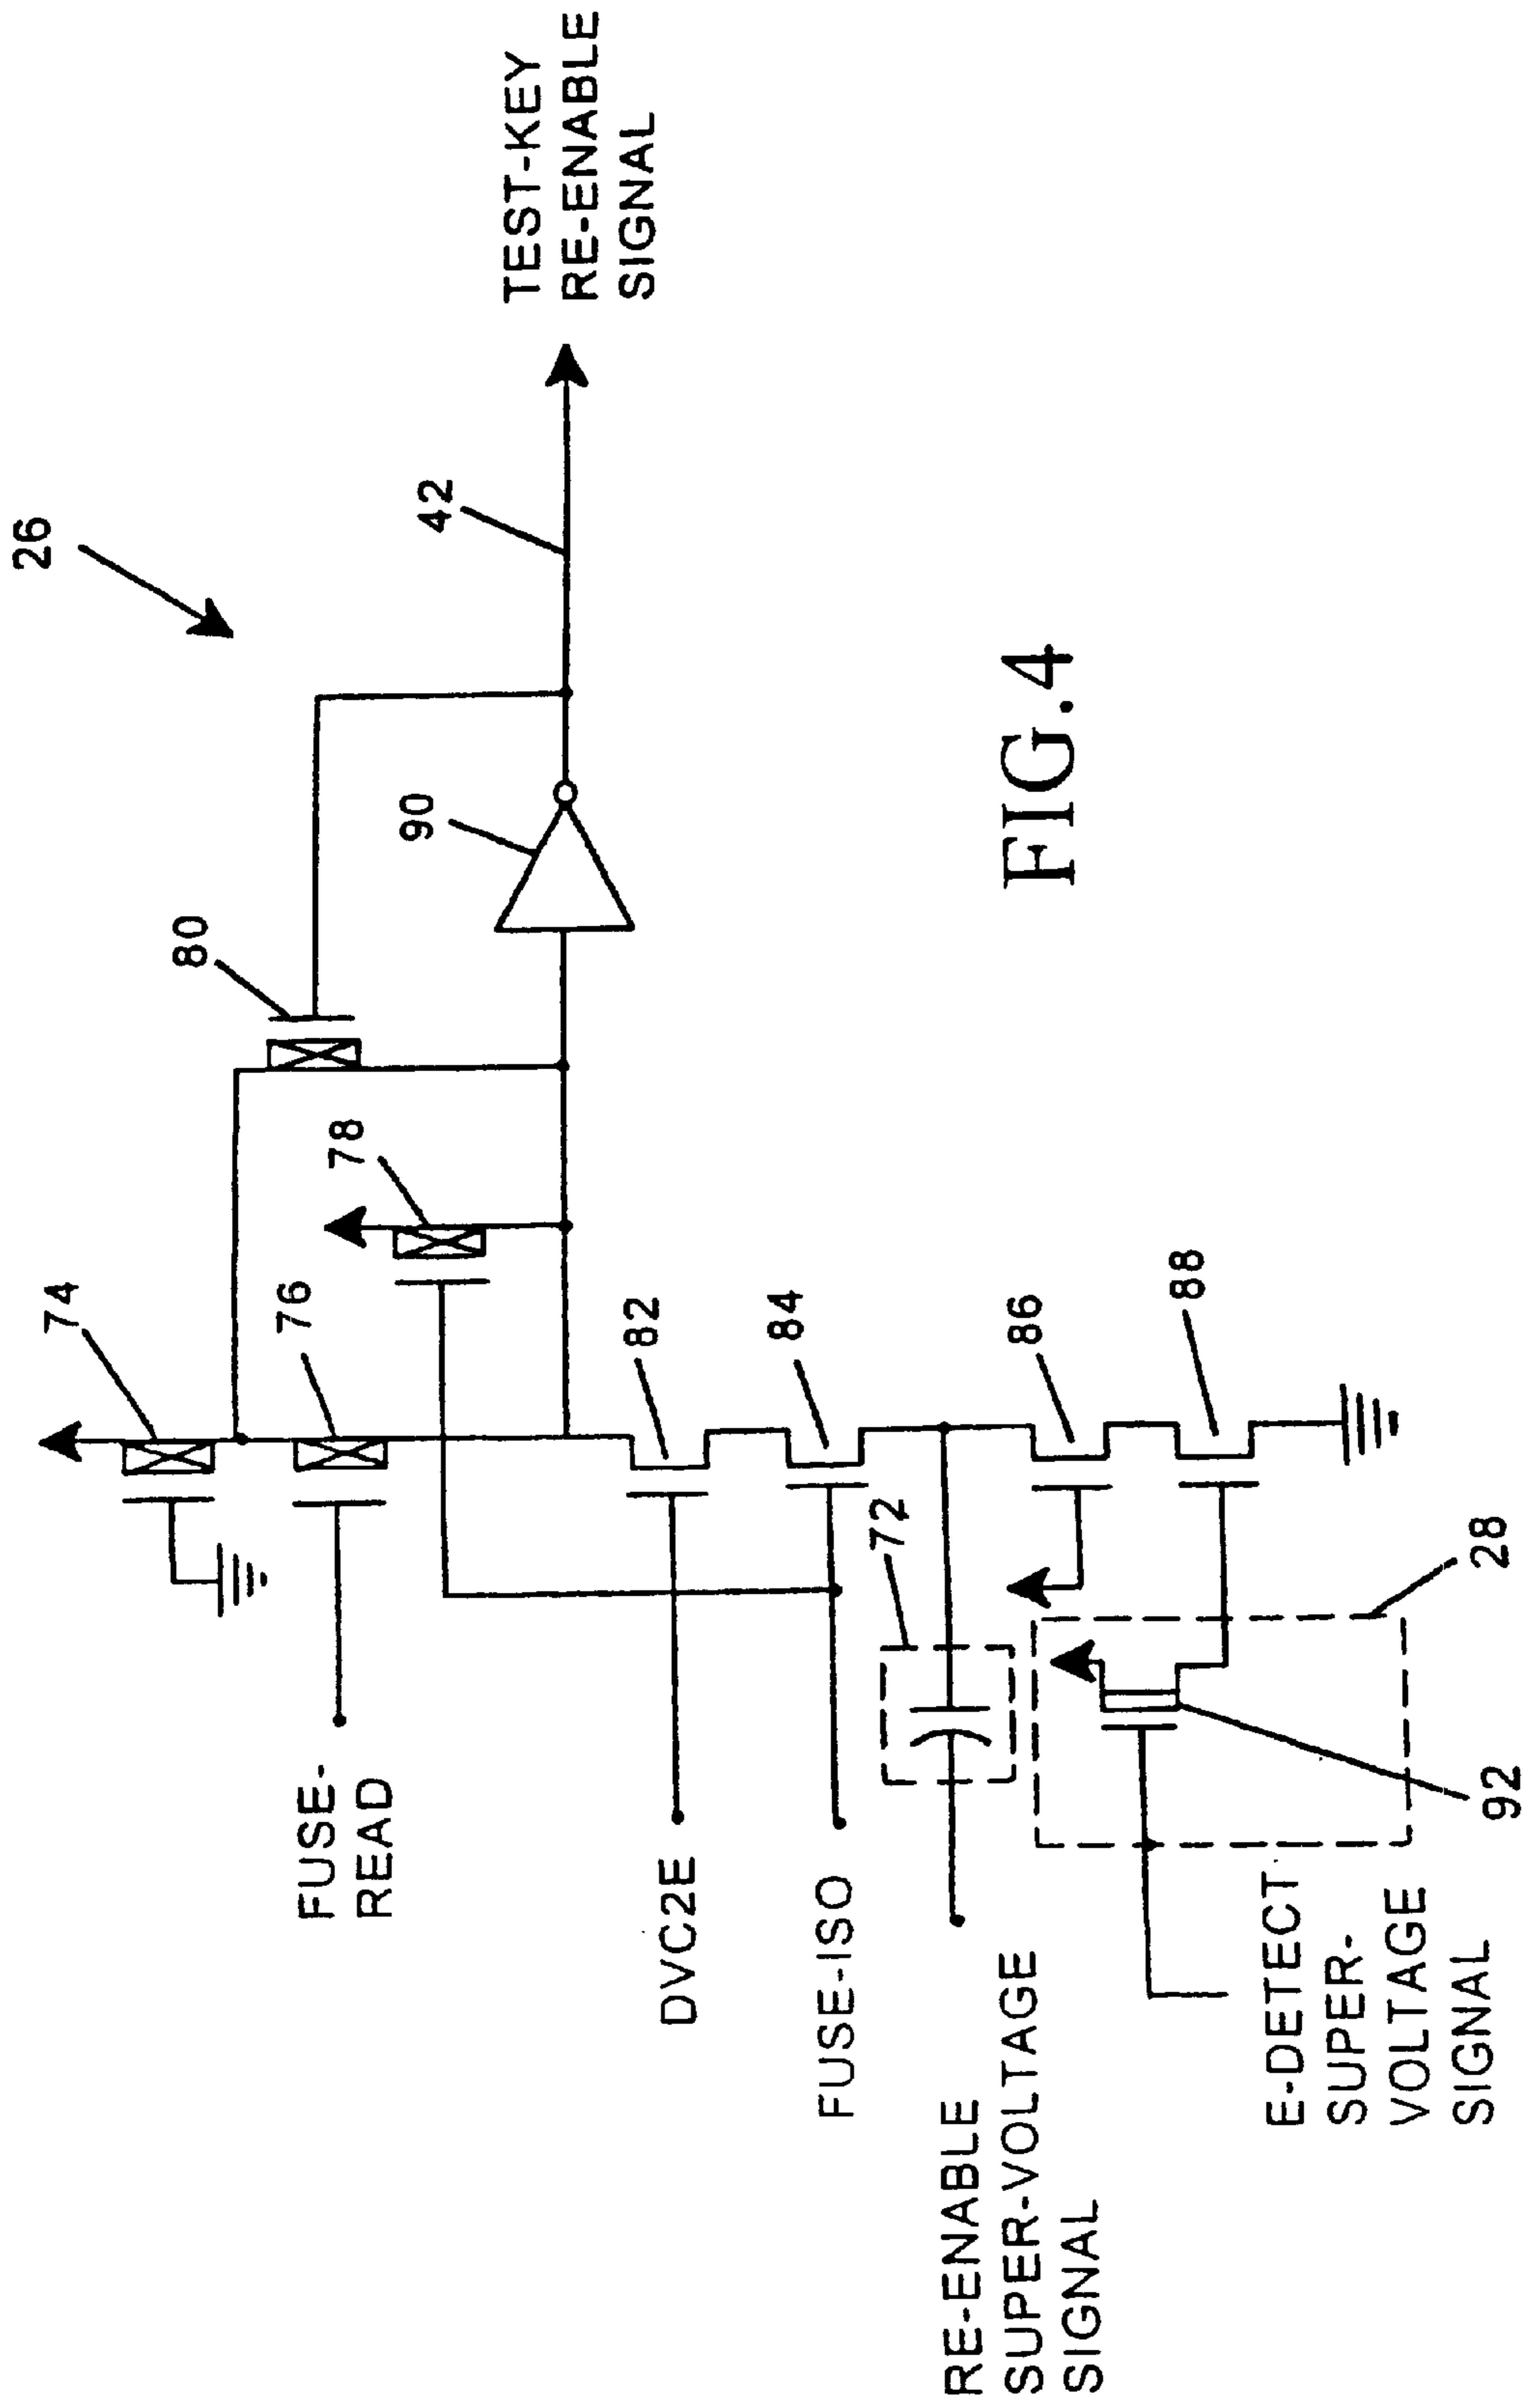 26
74
80
76
78
90
42
TEST-KEY
RE-ENABLE
SIGNAL
FUSE-
READ
82
DVC2E
84
FUSE-ISO
72
86
RE-ENABLE
SUPER-VOLTAGE
SIGNAL
88
28
92
E-DETECT
SUPER-
VOLTAGE
SIGNAL
FIG.4